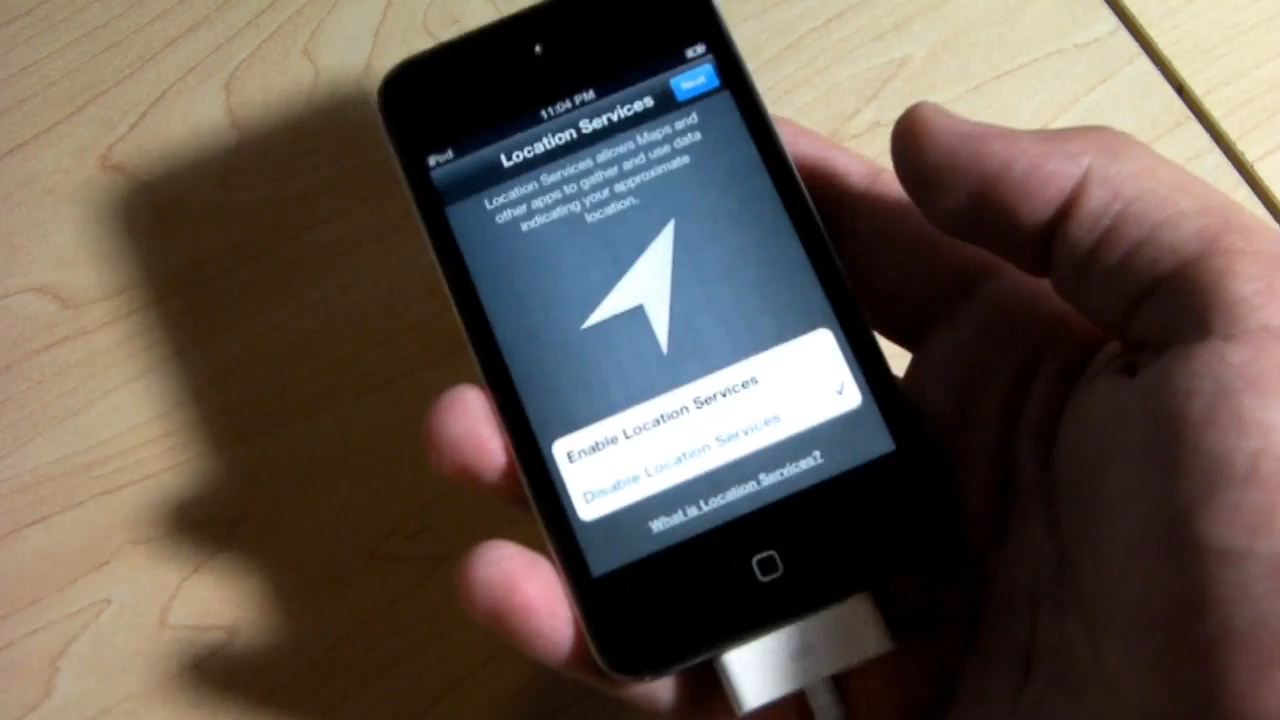 iPod
11:04 PM
Location Services
Next
Location Services allows Maps and
other apps to gather and use data
indicating your approximate
location.
Enable Location Services
Disable Location Services
What is Location Services?